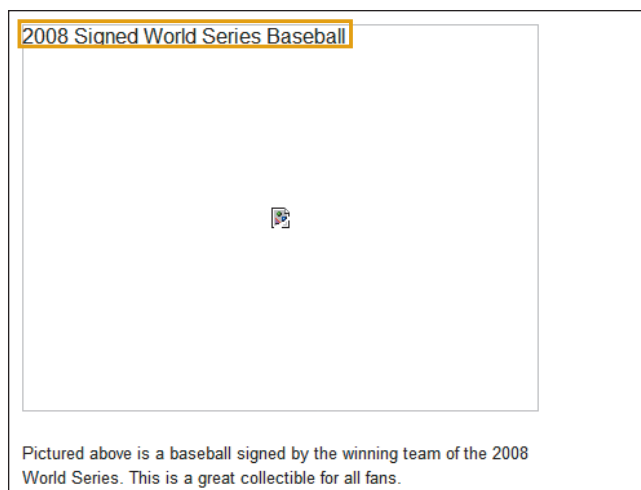 2008 Signed World Series Baseball
Pictured above is a baseball signed by the winning team of the 2008
World Series. This is a great collectible for all fans.